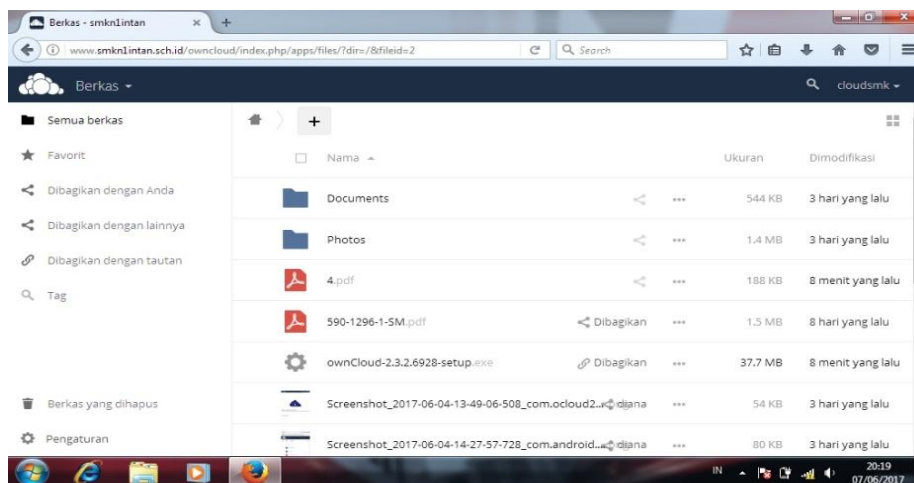 Berkas - smkn1intan
www.smkn1intan.sch.id/owncloud/index.php/apps/files/?dir=/&fileid=2
Search
Berkas
cloudsmk
Semua berkas
Favorit
Dibagikan dengan Anda
Dibagikan dengan lainnya
Dibagikan dengan tautan
Tag
Berkas yang dihapus
Pengaturan
Nama Ukuran Dimodifikasi
Documents 544 KB 3 hari yang lalu
Photos 1.4 MB 3 hari yang lalu
4.pdf 188 KB 8 menit yang lalu
590-1296-1-SM.pdf Dibagikan 1.5 MB 8 hari yang lalu
ownCloud-2.3.2.6928-setup.exe Dibagikan 37.7 MB 8 menit yang lalu
Screenshot_2017-06-04-13-49-06-508_com.ocloud2... diana 54 KB 3 hari yang lalu
Screenshot_2017-06-04-14-27-57-728_com.android... diana 80 KB 3 hari yang lalu
IN 20:19
07/06/2017